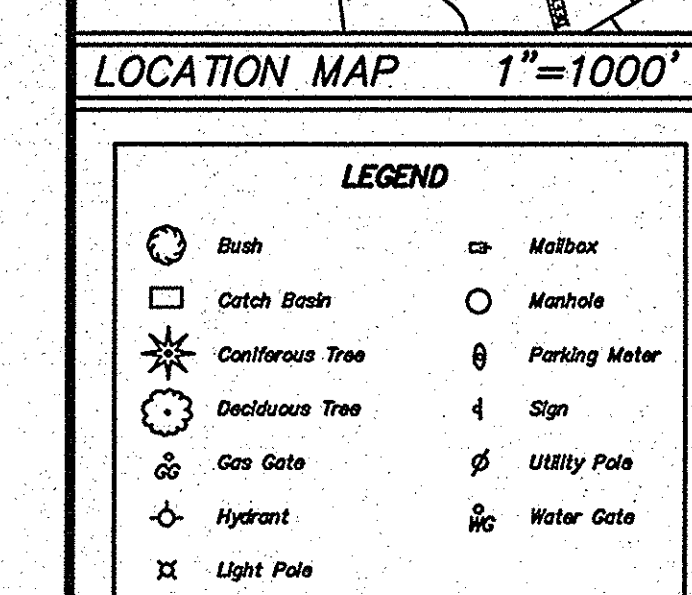 LOCATION MAP 1"=1000'
LEGEND
Bush
Catch Basin
Coniferous Tree
Deciduous Tree
GG Gas Gate
Hydrant
Light Pole
Mailbox
Manhole
Parking Meter
Sign
Utility Pole
WG Water Gate